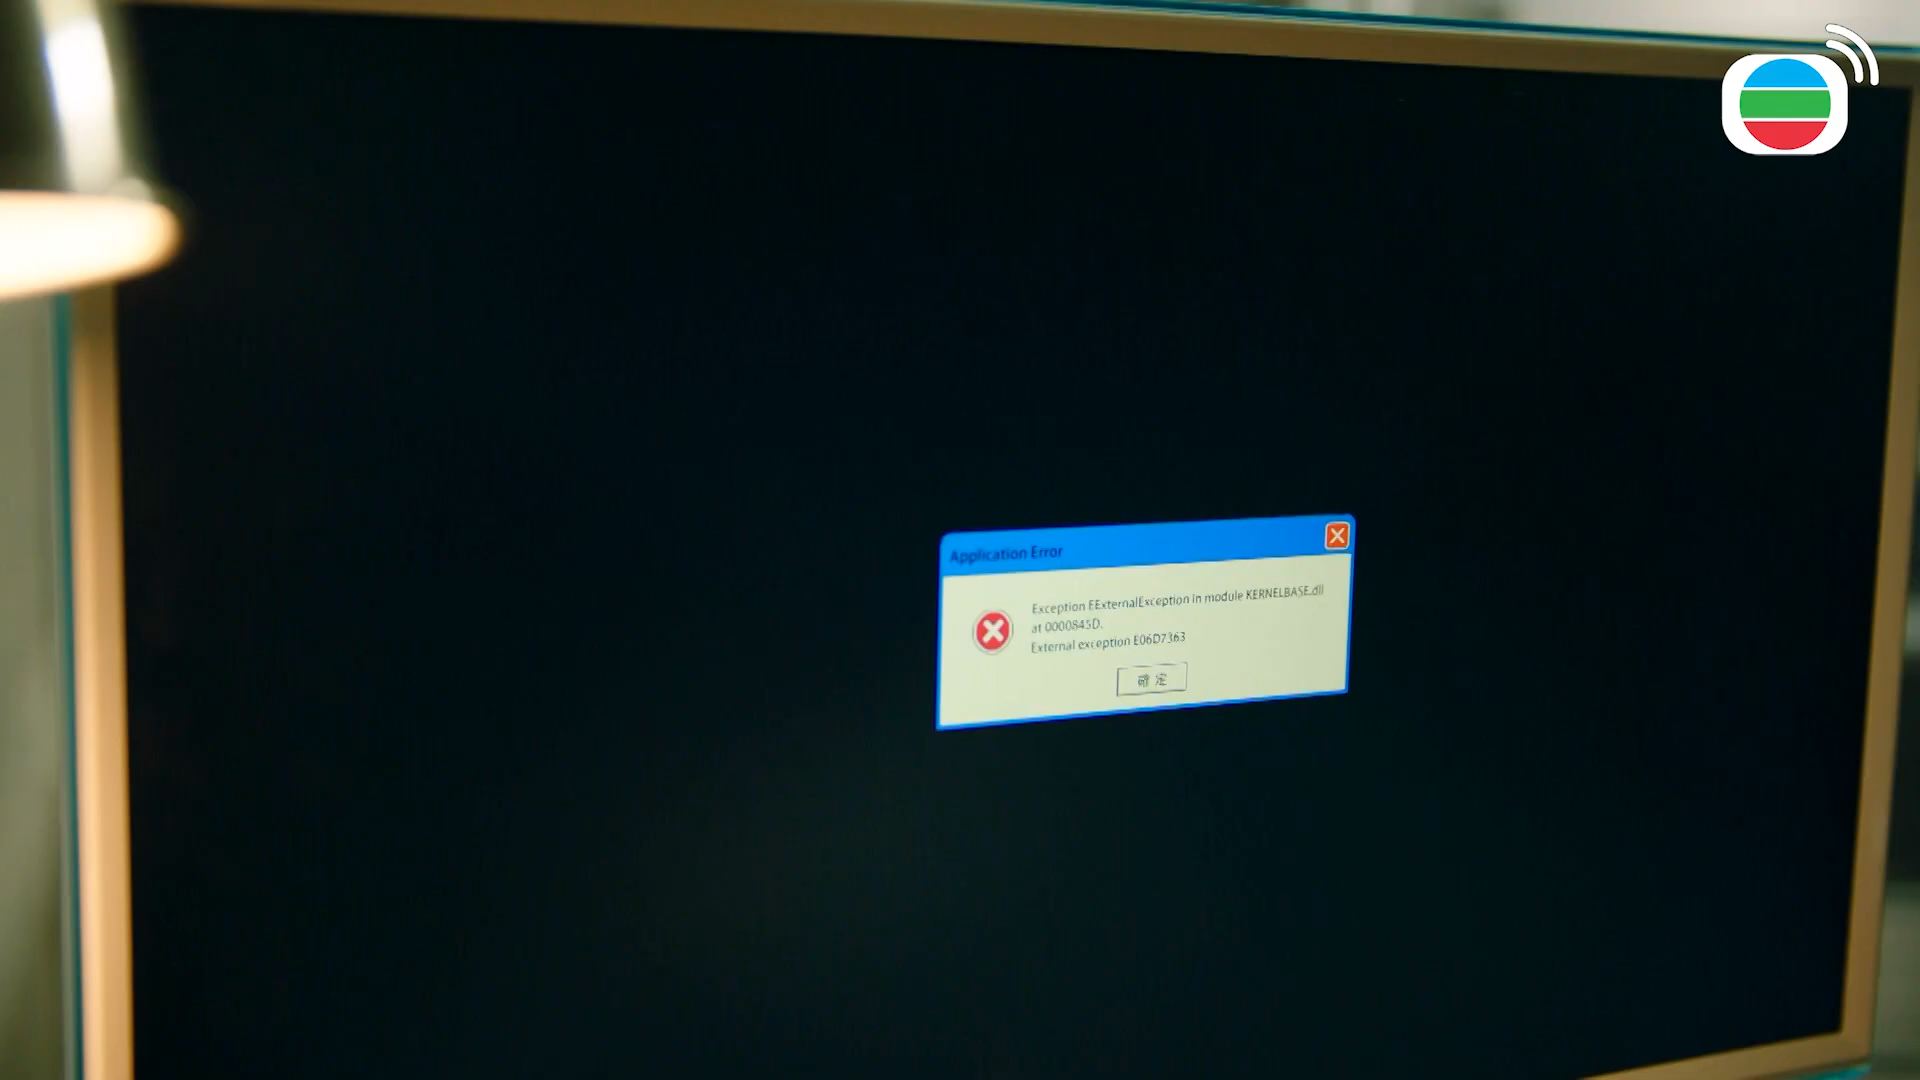 Application Error
Exception EExternalException in module KERNELBASE.dll
at 0000845D.
External exception E06D7363
確定